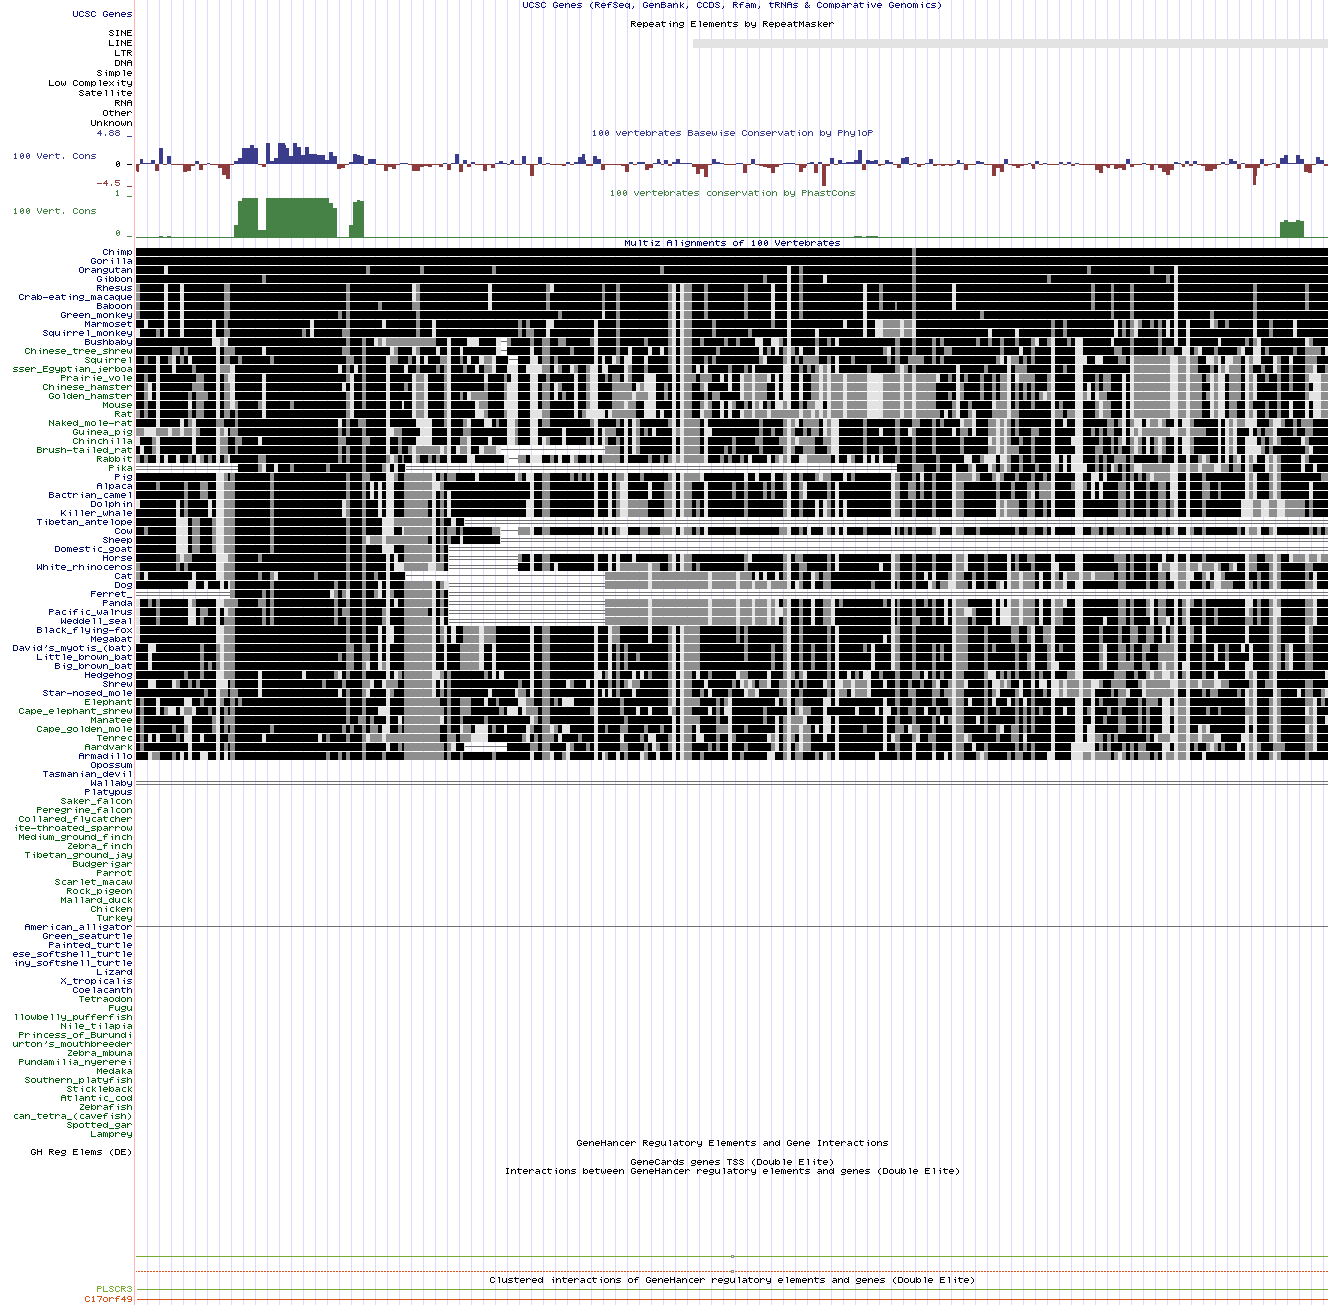 UCSC Genes (RefSeq, GenBank, CCDS, Rfam, tRNAs & Comparative Genomics)
UCSC Genes
Repeating Elements by RepeatMasker
SINE
LINE
LTR
DNA
Simple
Low Complexity
Satellite
RNA
Other
Unknown
4.88 _
100 vertebrates Basewise Conservation by PhyloP
100 Vert. Cons
0 -
-4.5 _
100 vertebrates conservation by PhastCons
1 _
100 Vert. Cons
0 _
Multiz Alignments of 100 Vertebrates
Chimp
Gorilla
Orangutan
Gibbon
Rhesus
Crab-eating_macaque
Baboon
Green_monkey
Marmoset
Squirrel_monkey
Bushbaby
Chinese_tree_shrew
Squirrel
sser_Egyptian_jerboa
Prairie_vole
Chinese_hamster
Golden_hamster
Mouse
Rat
Naked_mole-rat
Guinea_pig
Chinchilla
Brush-tailed_rat
Rabbit
Pika
Pig
Alpaca
Bactrian_camel
Dolphin
Killer_whale
Tibetan_antelope
Cow
Sheep
Domestic_goat
Horse
White_rhinoceros
Cat
Dog
Ferret_
Panda
Pacific_walrus
Weddell_seal
Black_flying-fox
Megabat
David's_myotis_(bat)
Little_brown_bat
Big_brown_bat
Hedgehog
Shrew
Star-nosed_mole
Elephant
Cape_elephant_shrew
Manatee
Cape_golden_mole
Tenrec
Aardvark
Armadillo
Opossum
Tasmanian_devil
Wallaby
Platypus
Saker_falcon
Peregrine_falcon
Collared_flycatcher
ite-throated_sparrow
Medium_ground_finch
Zebra_finch
Tibetan_ground_jay
Budgerigar
Parrot
Scarlet_macaw
Rock_pigeon
Mallard_duck
Chicken
Turkey
American_alligator
Green_seaturtle
Painted_turtle
ese_softshell_turtle
iny_softshell_turtle
Lizard
X_tropicalis
Coelacanth
Tetraodon
Fugu
llowbelly_pufferfish
Nile_tilapia
Princess_of_Burundi
urton's_mouthbreeder
Zebra_mbuna
Pundamilia_nyererei
Medaka
Southern_platyfish
Stickleback
Atlantic_cod
Zebrafish
can_tetra_(cavefish)
Spotted_gar
Lamprey
GeneHancer Regulatory Elements and Gene Interactions
GH Reg Elems (DE)
GeneCards genes TSS (Double Elite)
Interactions between GeneHancer regulatory elements and genes (Double Elite)
Clustered interactions of GeneHancer regulatory elements and genes (Double Elite)
PLSCR3
C17orf49